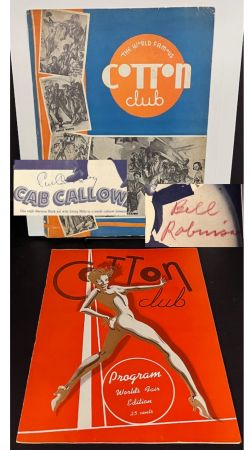 THE WORLD FAMOUS
COTTON
club
CAB CALLOW
Bill
Robinson
Cotton
club
Program
World's Fair
Edition
25 cents